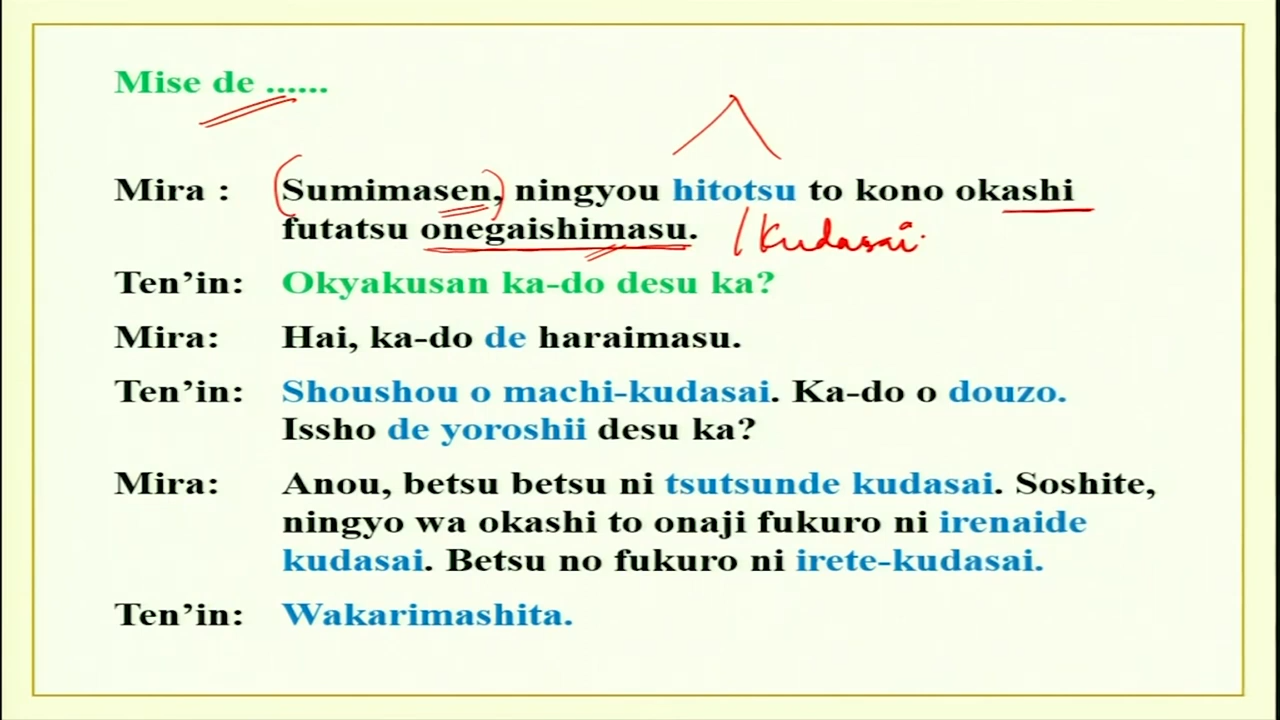 Mise de ......
Mira : Sumimasen, ningyou hitotsu to kono okashi
futatsu onegaishimasu. /Kudasai.
Ten’in: Okyakusan ka-do desu ka?
Mira: Hai, ka-do de haraimasu.
Ten’in: Shoushou o machi-kudasai. Ka-do o douzo.
Issho de yoroshii desu ka?
Mira: Anou, betsu betsu ni tsutsunde kudasai. Soshite,
ningyo wa okashi to onaji fukuro ni irenaide
kudasai. Betsu no fukuro ni irete-kudasai.
Ten’in: Wakarimashita.